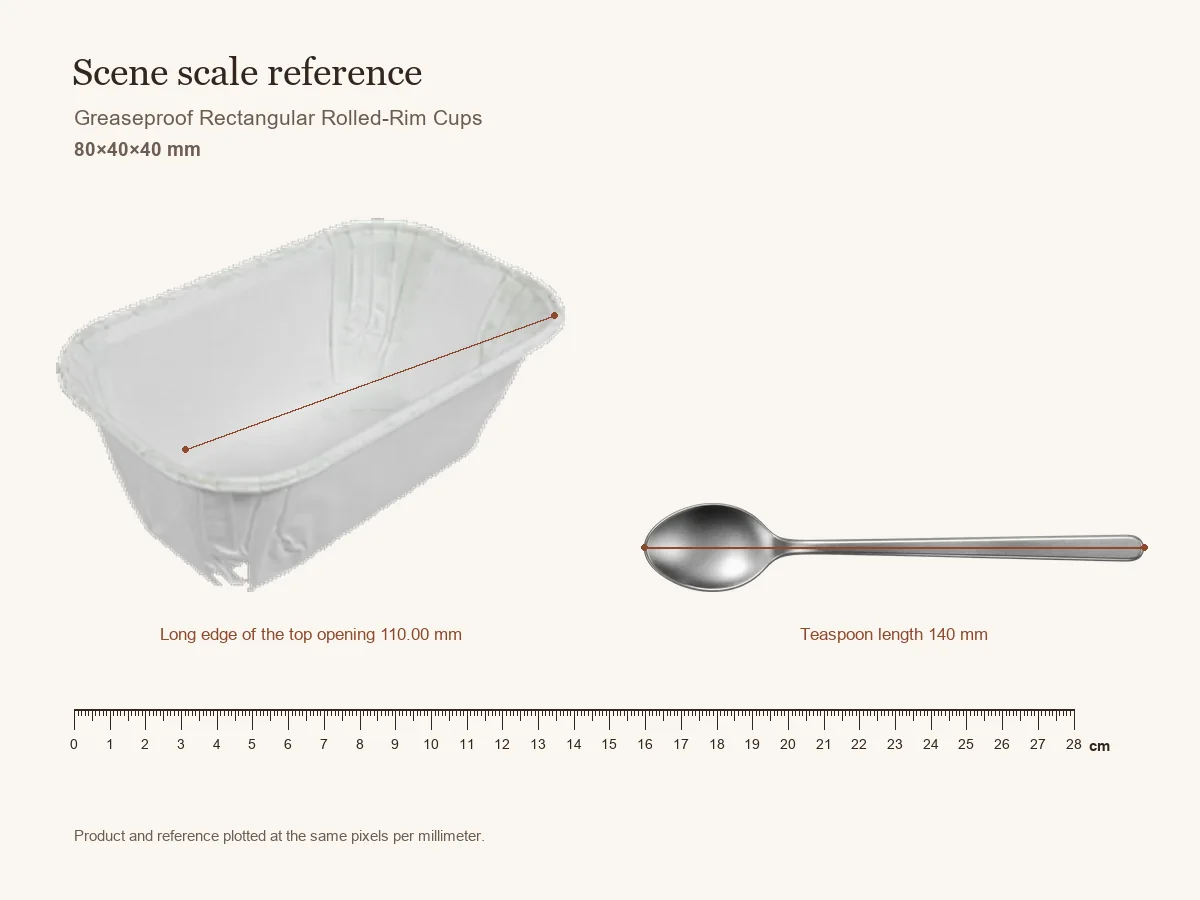 Scene scale reference
Greaseproof Rectangular Rolled-Rim Cups
80×40×40 mm
Long edge of the top opening 110.00 mm
Teaspoon length 140 mm
0 1 2 3 4 5 6 7 8 9 10 11 12 13 14 15 16 17 18 19 20 21 22 23 24 25 26 27 28 cm
Product and reference plotted at the same pixels per millimeter.